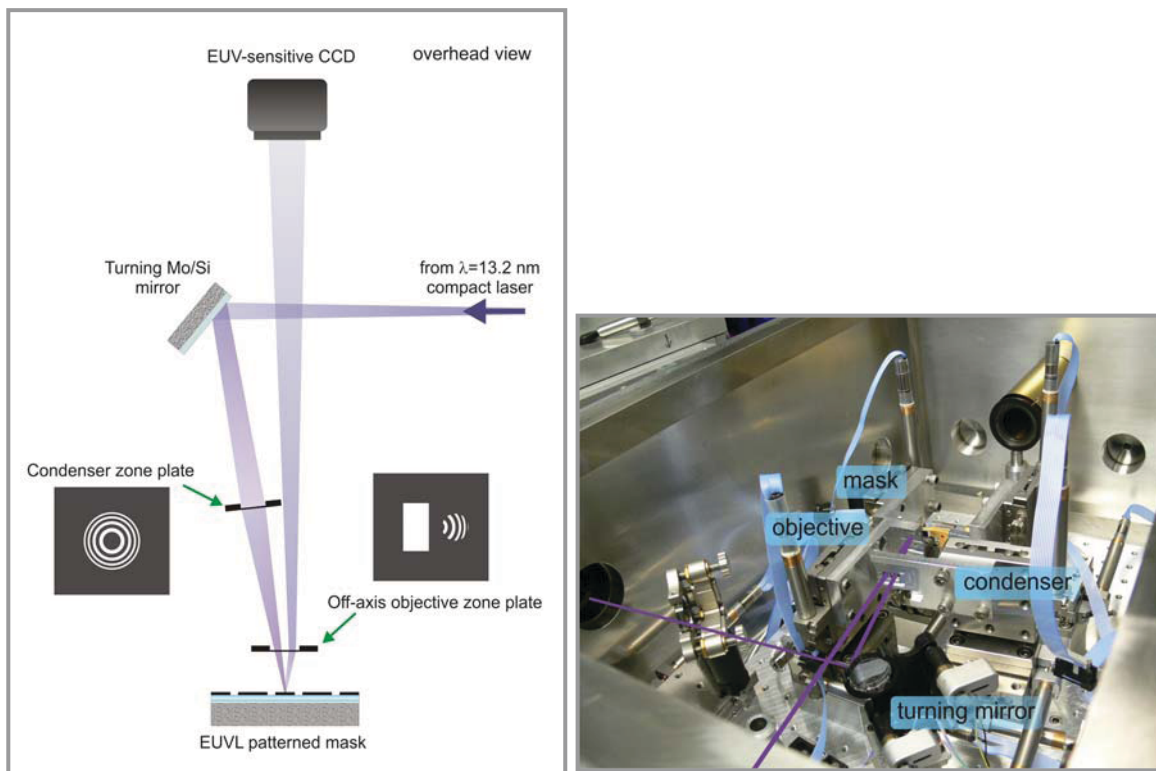 EUV-sensitive CCD
overhead view
Turning Mo/Si
mirror
from λ=13.2 nm
compact laser
Condenser zone plate
Off-axis objective zone plate
EUVL patterned mask
mask
objective
condenser
turning mirror